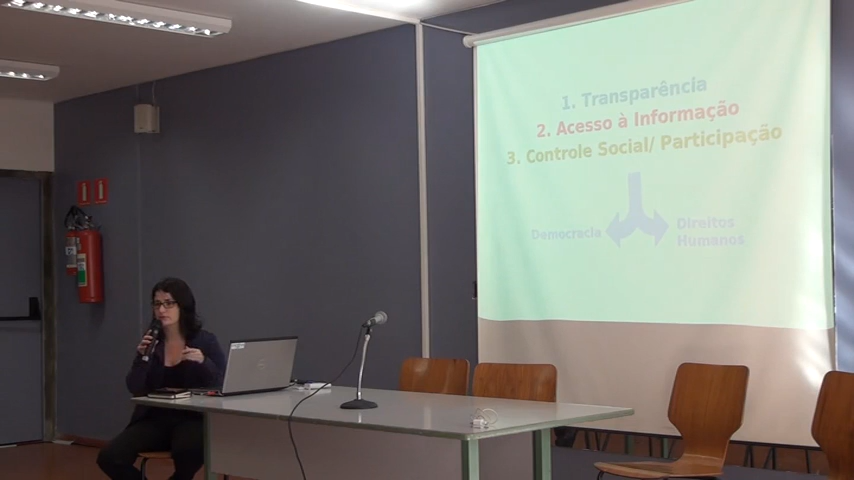 1. Transparência
2. Acesso à Informação
3. Controle Social/ Participação
Democracia
Direitos
Humanos